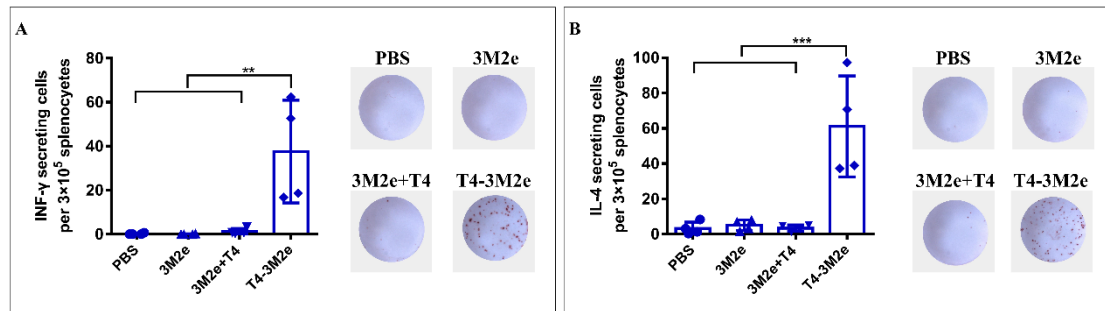 A
INF-γ secreting cells
per 3×10⁵ splenocyetes
80
60
40
20
0
**
PBS
3M2e
3M2e+T4
T4-3M2e
PBS
3M2e
3M2e+T4
T4-3M2e
B
IL-4 secreting cells
per 3×10⁵ splenocyetes
100
80
60
40
20
0
***
PBS
3M2e
3M2e+T4
T4-3M2e
PBS
3M2e
3M2e+T4
T4-3M2e